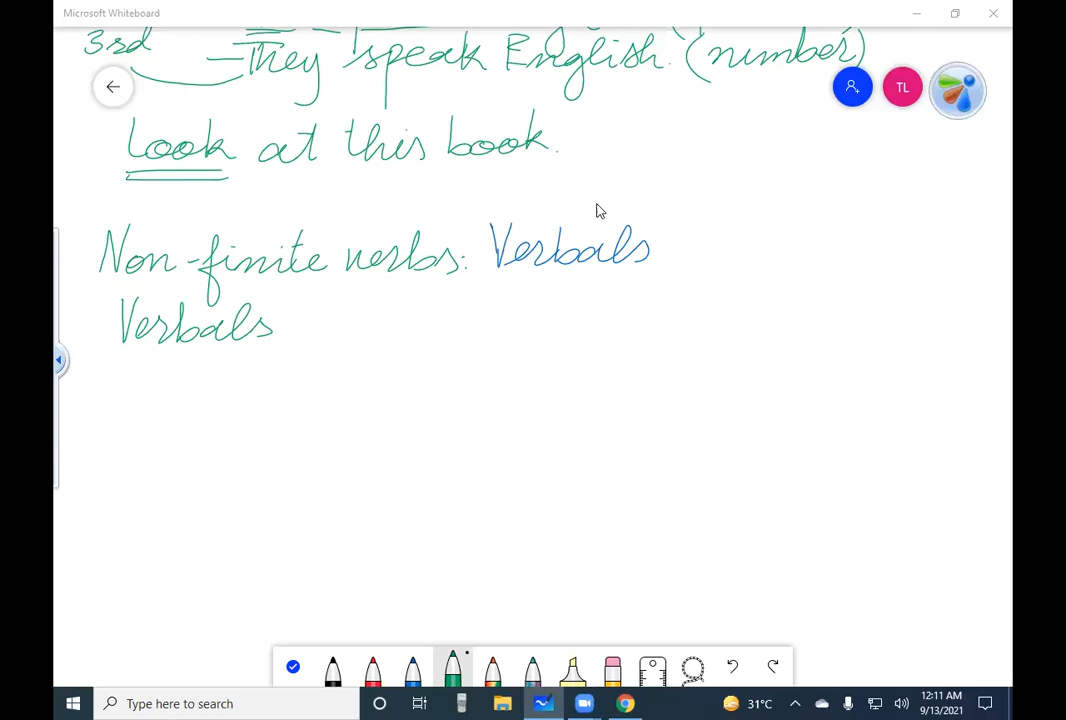 Microsoft Whiteboard
3rd They speak English. (number)
TL
Look at this book.
Non-finite verbs: Verbals
Verbals
Type here to search
31°C
12:11 AM
9/13/2021